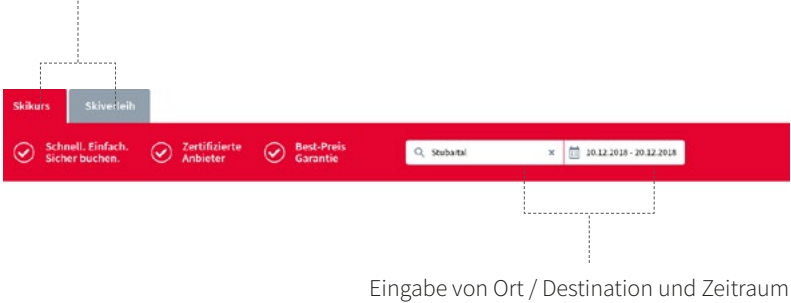 Skikurs
Skiverleih
Schnell. Einfach.
Sicher buchen.
Zertifizierte
Anbieter
Best-Preis
Garantie
Stubaital
×
10.12.2018 - 20.12.2018
Eingabe von Ort / Destination und Zeitraum